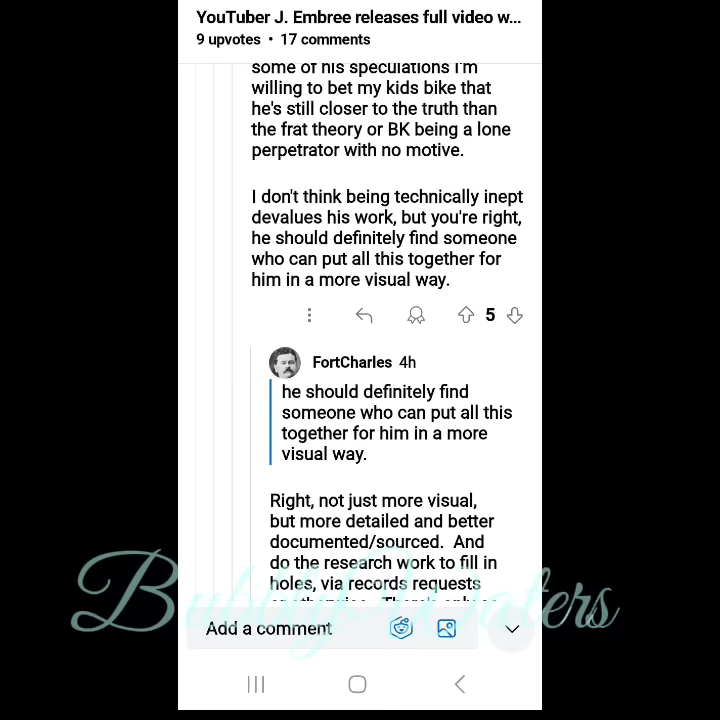 YouTuber J. Embree releases full video w...
9 upvotes • 17 comments
some of his speculations I'm
willing to bet my kids bike that
he's still closer to the truth than
the frat theory or BK being a lone
perpetrator with no motive.
I don't think being technically inept
devalues his work, but you're right,
he should definitely find someone
who can put all this together for
him in a more visual way.
5
FortCharles 4h
he should definitely find
someone who can put all this
together for him in a more
visual way.
Right, not just more visual,
but more detailed and better
documented/sourced. And
do the research work to fill in
holes, via records requests
Add a comment